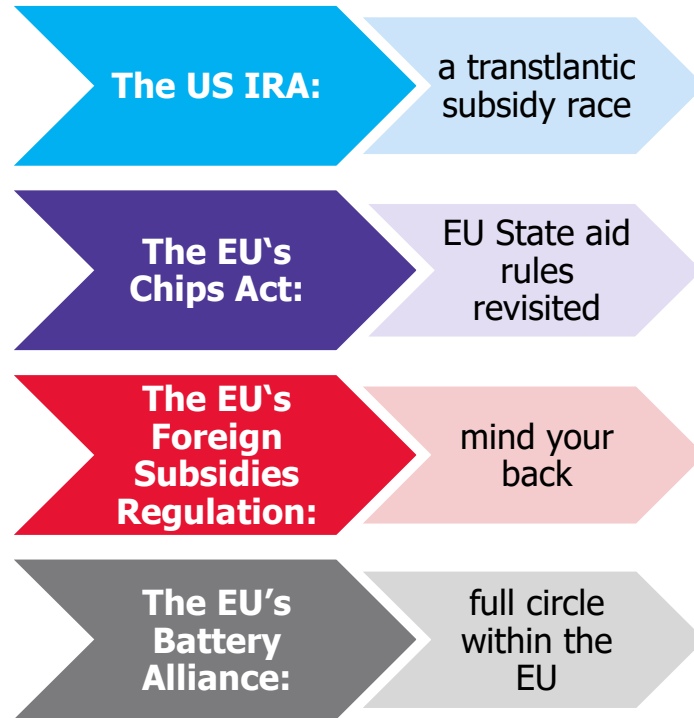 The US IRA:
a transtlantic
subsidy race
The EU‘s
Chips Act:
EU State aid
rules
revisited
The EU‘s
Foreign
Subsidies
Regulation:
mind your
back
The EU’s
Battery
Alliance:
full circle
within the
EU